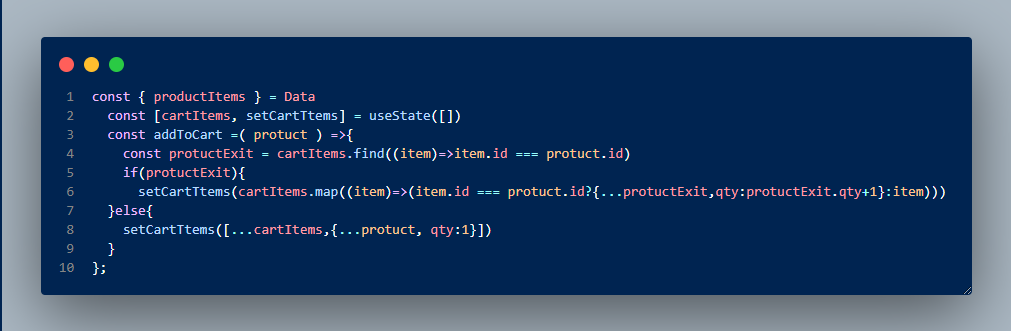 1 const { productItems } = Data
2 const [cartItems, setCartTtems] = useState([])
3 const addToCart =( protuct ) =>{
4 const protuctExit = cartItems.find((item)=>item.id === protuct.id)
5 if(protuctExit){
6 setCartTtems(cartItems.map((item)=>(item.id === protuct.id?{...protuctExit,qty:protuctExit.qty+1}:item)))
7 }else{
8 setCartTtems([...cartItems,{...protuct, qty:1}])
9 }
10 };